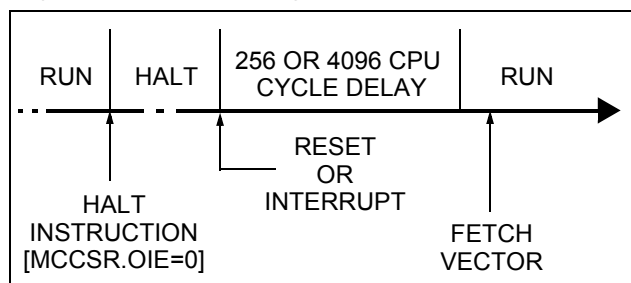 RUN
HALT
256 OR 4096 CPU
CYCLE DELAY
RUN
RESET
OR
INTERRUPT
HALT
INSTRUCTION
[MCCSR.OIE=0]
FETCH
VECTOR